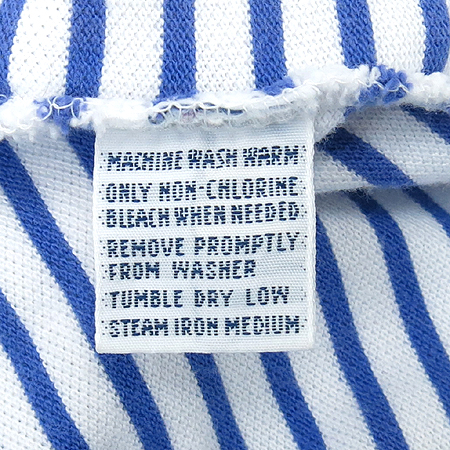 MACHINE WASH WARM
ONLY NON-CHLORINE
BLEACH WHEN NEEDED
REMOVE PROMPTLY
FROM WASHER
TUMBLE DRY LOW
STEAM IRON MEDIUM